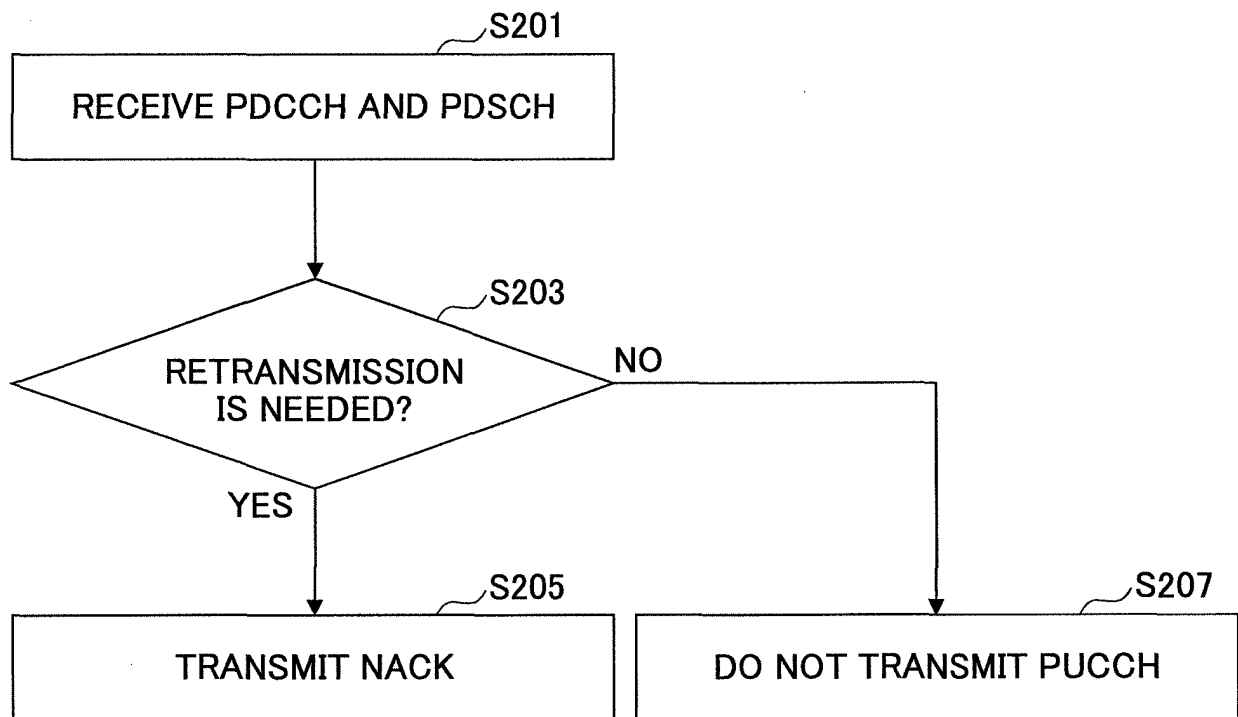 S201
RECEIVE PDCCH AND PDSCH
S203
RETRANSMISSION
IS NEEDED?
NO
YES
S205
TRANSMIT NACK
S207
DO NOT TRANSMIT PUCCH